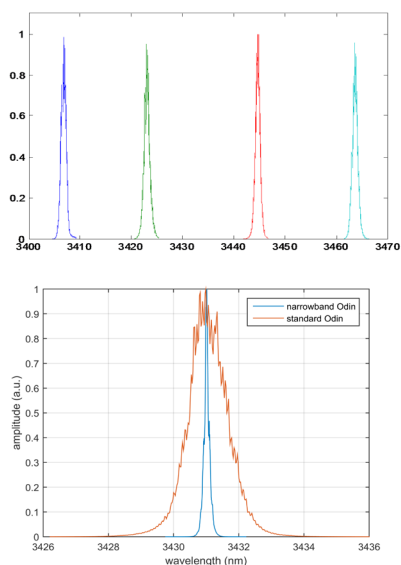 1
0.8
0.6
0.4
0.2
0
3400 3410 3420 3430 3440 3450 3460 3470
1
0.9
0.8
0.7
0.6
0.5
0.4
0.3
0.2
0.1
0
amplitude (a.u.)
narrowband Odin
standard Odin
3426 3428 3430 3432 3434 3436
wavelength (nm)